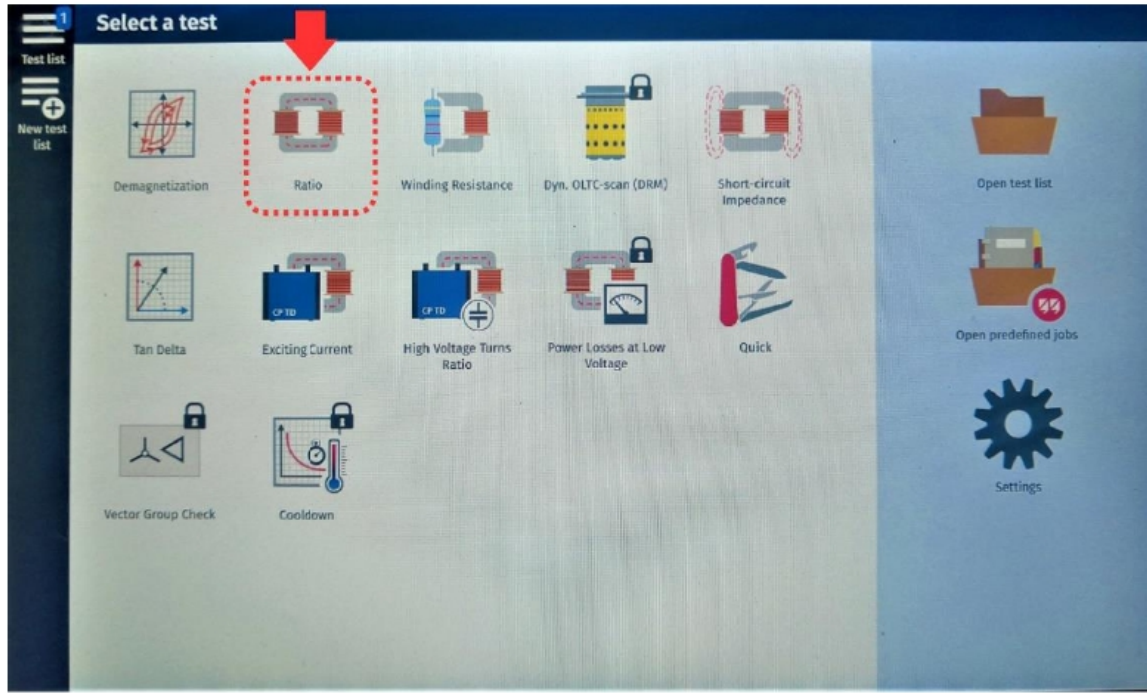 1
Select a test
Test list
New test
list
Demagnetization
Ratio
Winding Resistance
Dyn. OLTC-scan (DRM)
Short-circuit
Impedance
Open test list
CP TD
CP TD
Tan Delta
Exciting Current
High Voltage Turns
Ratio
Power Losses at Low
Voltage
Quick
Open predefined jobs
Vector Group Check
Cooldown
Settings